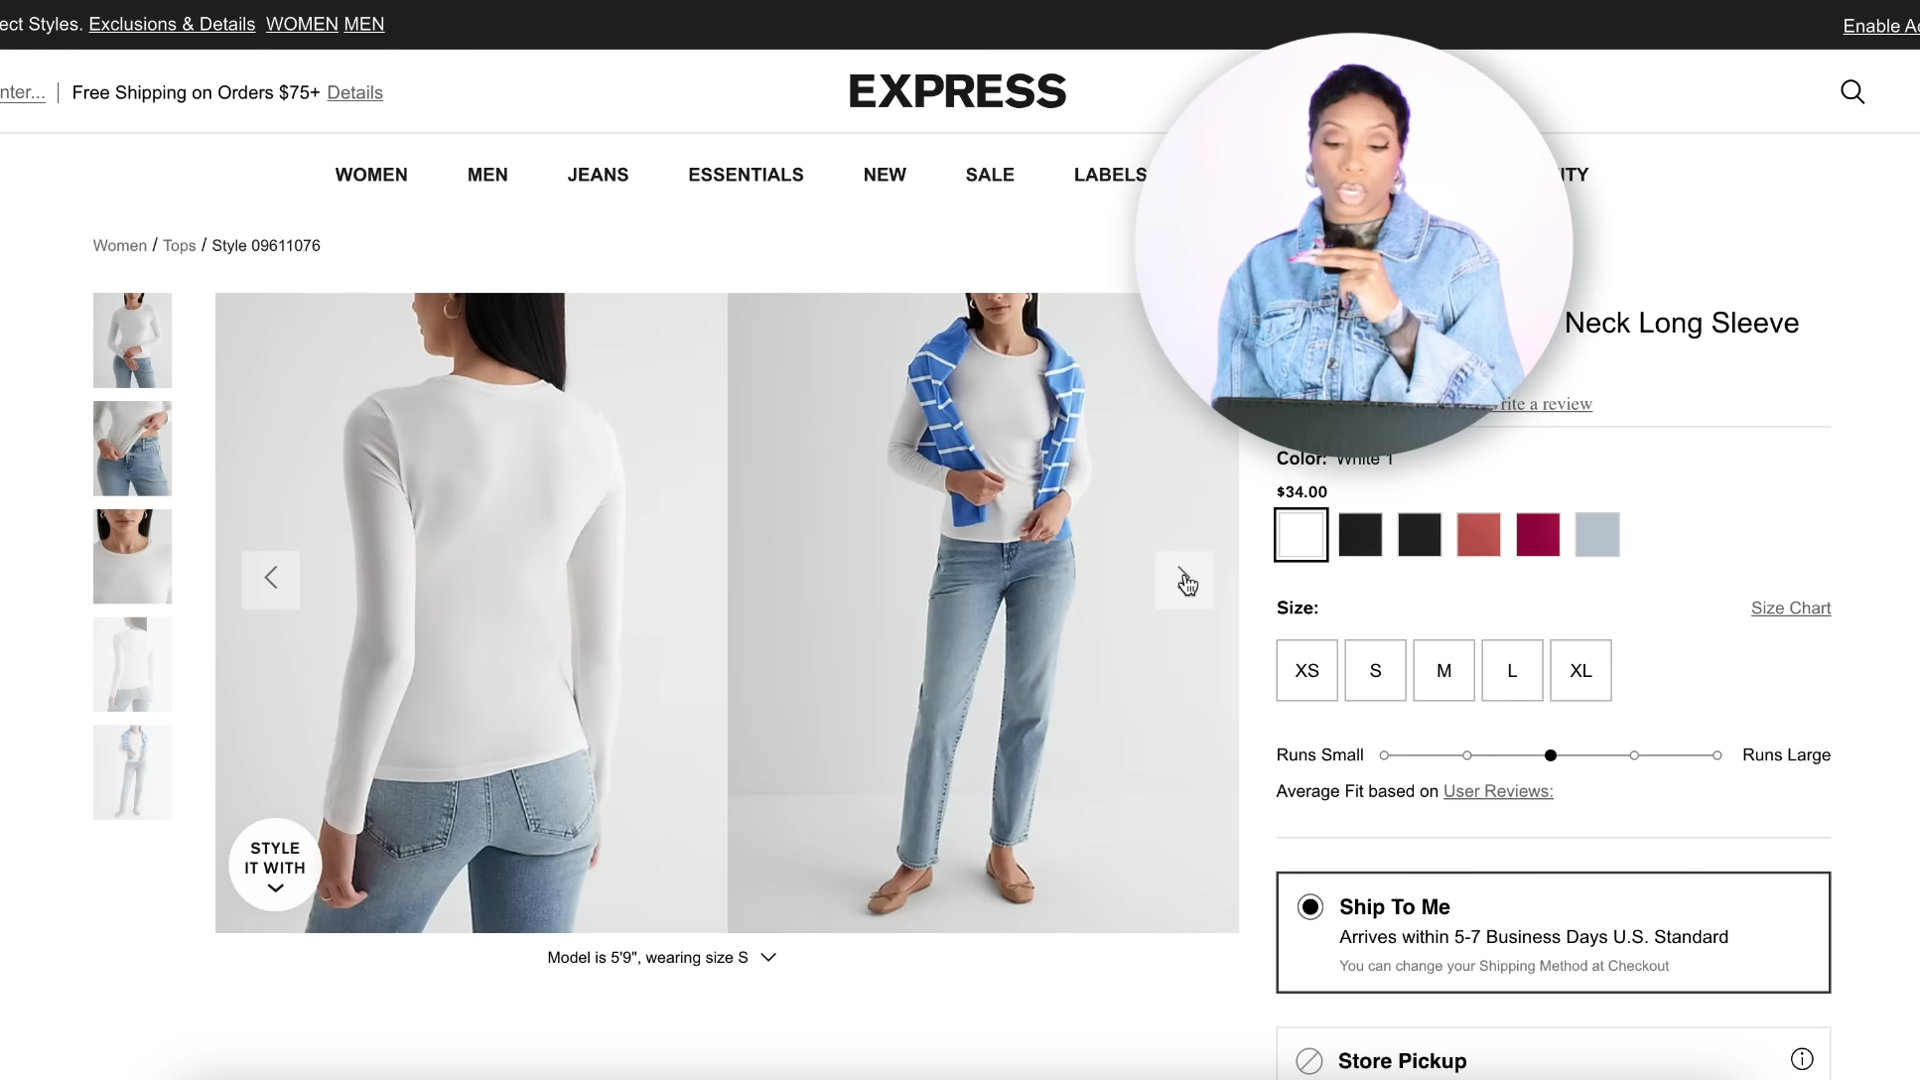 ect Styles. Exclusions & Details WOMEN MEN
Enable Ac
nter... | Free Shipping on Orders $75+ Details
EXPRESS
WOMEN MEN JEANS ESSENTIALS NEW SALE LABELS ITY
Women / Tops / Style 09611076
Neck Long Sleeve
rite a review
Color: White 1
$34.00
Size:
Size Chart
XS S M L XL
Runs Small
Runs Large
Average Fit based on User Reviews:
STYLE
IT WITH
Model is 5'9", wearing size S
Ship To Me
Arrives within 5-7 Business Days U.S. Standard
You can change your Shipping Method at Checkout
Store Pickup